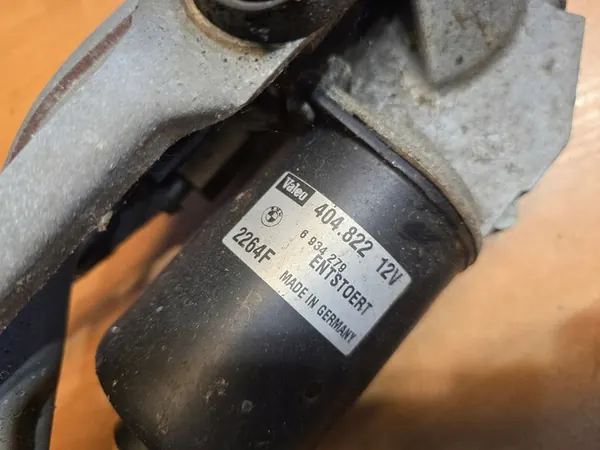 Valeo 404.822 12V
6 934 279
2264F ENTSTOERT
MADE IN GERMANY